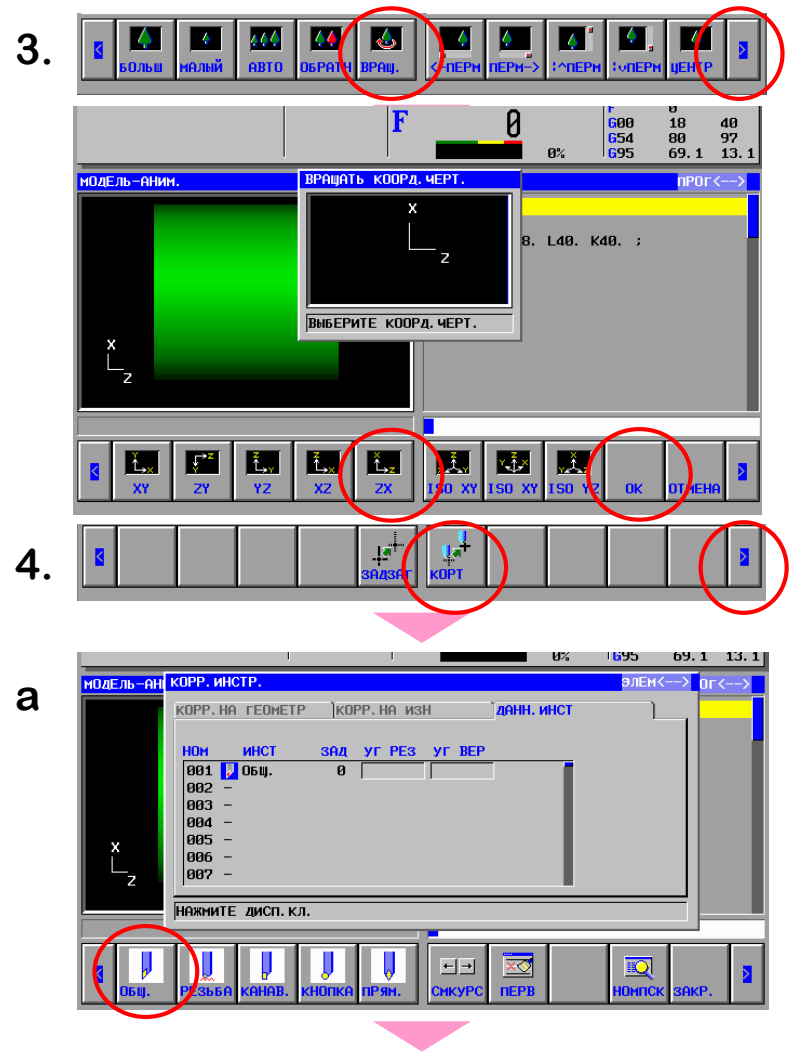 3.
< БОЛЬШ МАЛЫЙ АВТО ОБРАТН ВРАЩ. <-ПЕРМ ПЕРМ-> :^ПЕРМ :vПЕРМ ЦЕНТР >
F 0
F 0
G00 18 40
G54 80 97
0% G95 69.1 13.1
МОДЕЛЬ-АНИМ.
ПРОГ<-->
ВРАЩАТЬ КООРД.ЧЕРТ.
X
Z
ВЫБЕРИТЕ КООРД.ЧЕРТ.
8. L40. K40. ;
X
Z
< XY ZY YZ XZ ZX ISO XY ISO XY ISO YZ ОК ОТМЕНА >
4.
< ЗАДЗАГ КОРТ >
0% G95 69.1 13.1
a
МОДЕЛЬ-АН
КОРР.ИНСТР.
ЭЛЕМ<-->
ОГ<-->
КОРР.НА ГЕОМЕТР КОРР.НА ИЗН ДАНН.ИНСТ
НОМ ИНСТ ЗАД УГ РЕЗ УГ ВЕР
001 ОБЩ. 0
002 -
003 -
004 -
005 -
006 -
007 -
X
Z
НАЖМИТЕ ДИСП.КЛ.
< ОБЩ. РЕЗЬБА КАНАВ. КНОПКА ПРЯМ. СМКУРС ПЕРВ НОМПСК ЗАКР. >